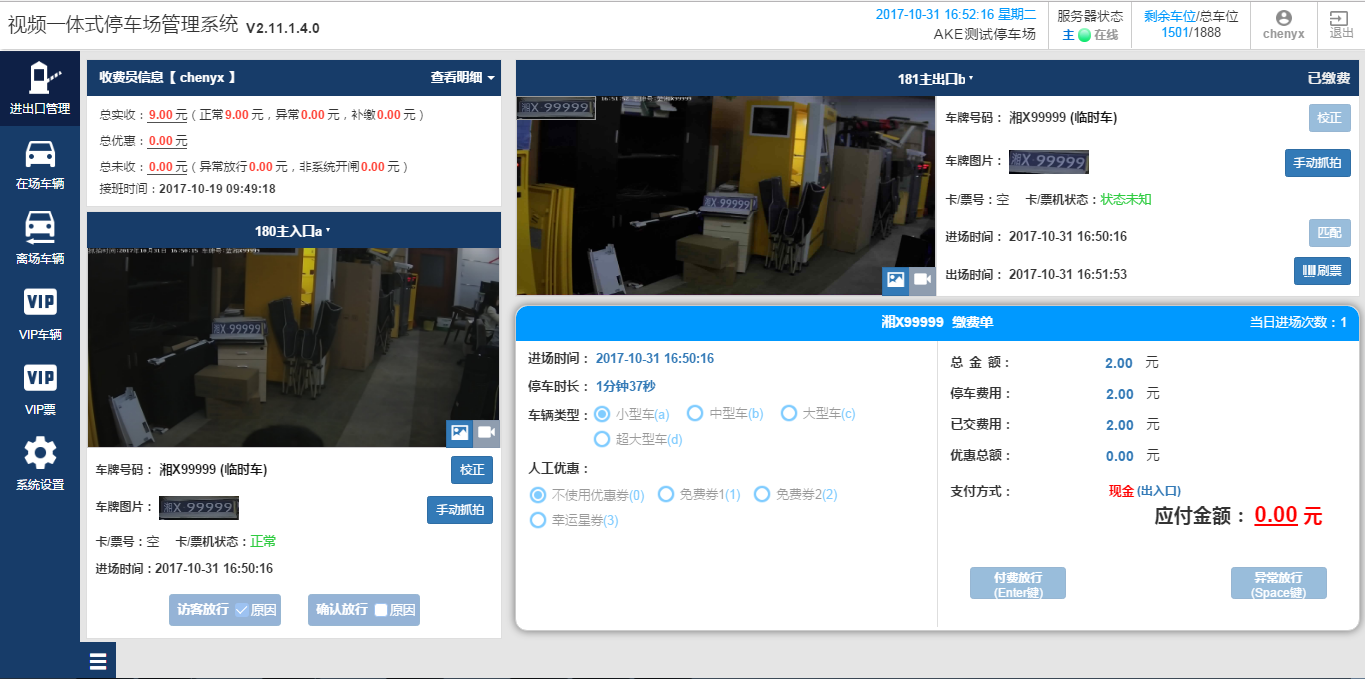 视频一体式停车场管理系统 V2.11.1.4.0
2017-10-31 16:52:16 星期二
AKE测试停车场
服务器状态
主 在线
剩余车位/总车位
1501/1888
chenyx
退出
进出口管理
在场车辆
离场车辆
VIP
VIP车辆
VIP
VIP票
系统设置
收费员信息【 chenyx 】
查看明细
总实收：9.00 元（ 正常9.00 元，异常0.00 元，补缴0.00 元 ）
总优惠：0.00 元
总未收：0.00 元（ 异常放行0.00 元，非系统开闸0.00 元 ）
接班时间：2017-10-19 09:49:18
180主入口a
湘X 99999
车牌号码： 湘X99999 (临时车)
校正
车牌图片： 湘X 99999
手动抓拍
卡/票号：空 卡/票机状态：正常
进场时间：2017-10-31 16:50:16
访客放行 原因
确认放行 原因
181主出口b
已缴费
湘X 99999
湘X 99999
车牌号码： 湘X99999 (临时车)
校正
车牌图片： 湘X 99999
手动抓拍
卡/票号：空 卡/票机状态：状态未知
进场时间： 2017-10-31 16:50:16
匹配
出场时间： 2017-10-31 16:51:53
刷票
湘X99999 缴费单
当日进场次数：1
进场时间： 2017-10-31 16:50:16
停车时长： 1分钟37秒
车辆类型： 小型车(a) 中型车(b) 大型车(c)
超大型车(d)
人工优惠：
不使用优惠券(0) 免费券1(1) 免费券2(2)
幸运星券(3)
总 金 额： 2.00 元
停车费用： 2.00 元
已交费用： 2.00 元
优惠总额： 0.00 元
支付方式： 现金 (出入口)
应付金额： 0.00 元
付费放行
(Enter键)
异常放行
(Space键)